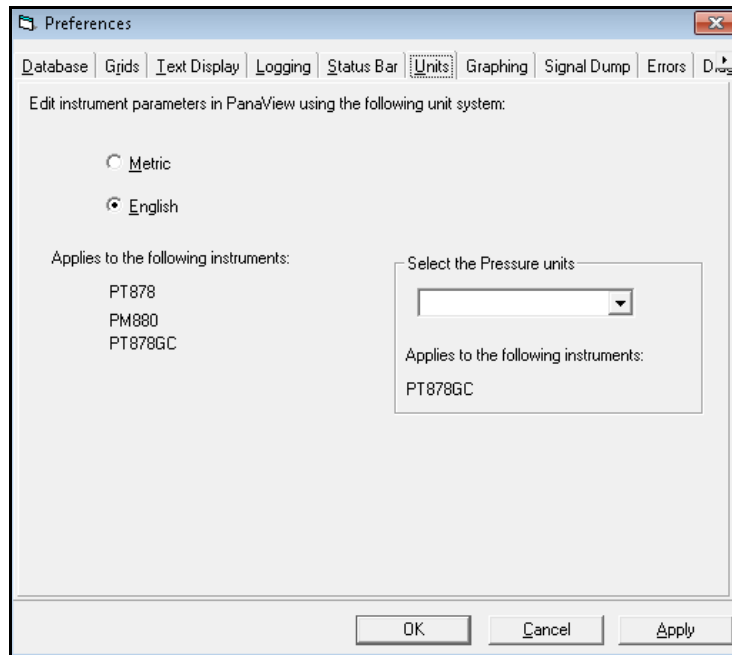 Preferences
Database Grids Text Display Logging Status Bar Units Graphing Signal Dump Errors
Edit instrument parameters in PanaView using the following unit system:
Metric
English
Applies to the following instruments:
PT878
PM880
PT878GC
Select the Pressure units
Applies to the following instruments:
PT878GC
OK Cancel Apply